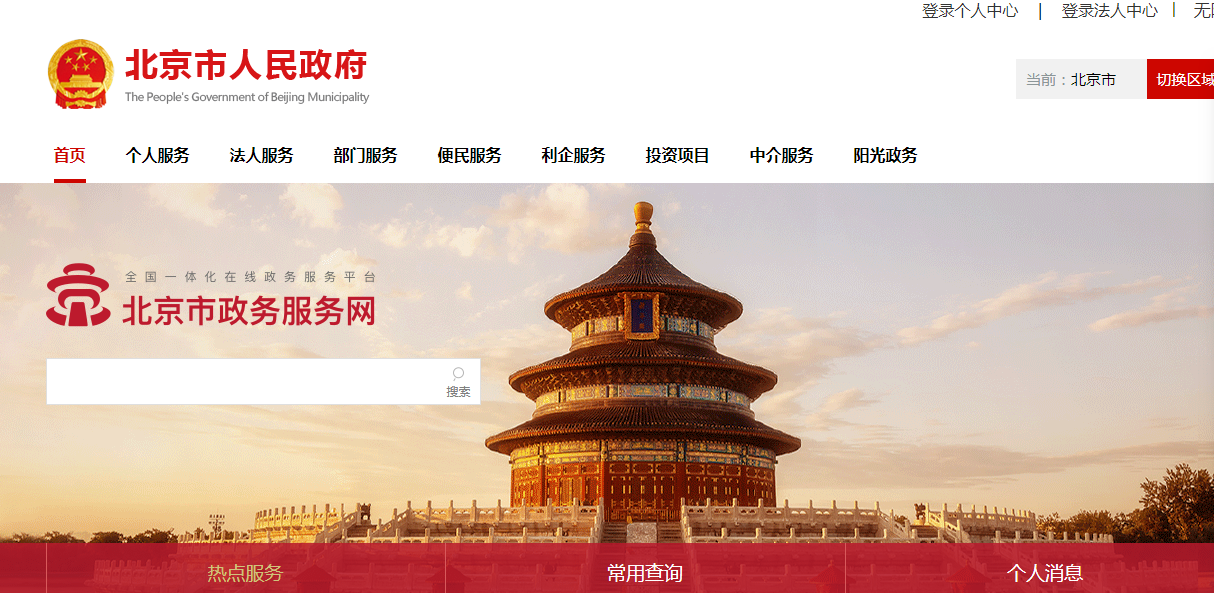 登录个人中心 | 登录法人中心 | 无
北京市人民政府
The People's Government of Beijing Municipality
当前：北京市 切换区域
首页 个人服务 法人服务 部门服务 便民服务 利企服务 投资项目 中介服务 阳光政务
全国一体化在线政务服务平台
北京市政务服务网
搜索
热点服务 常用查询 个人消息